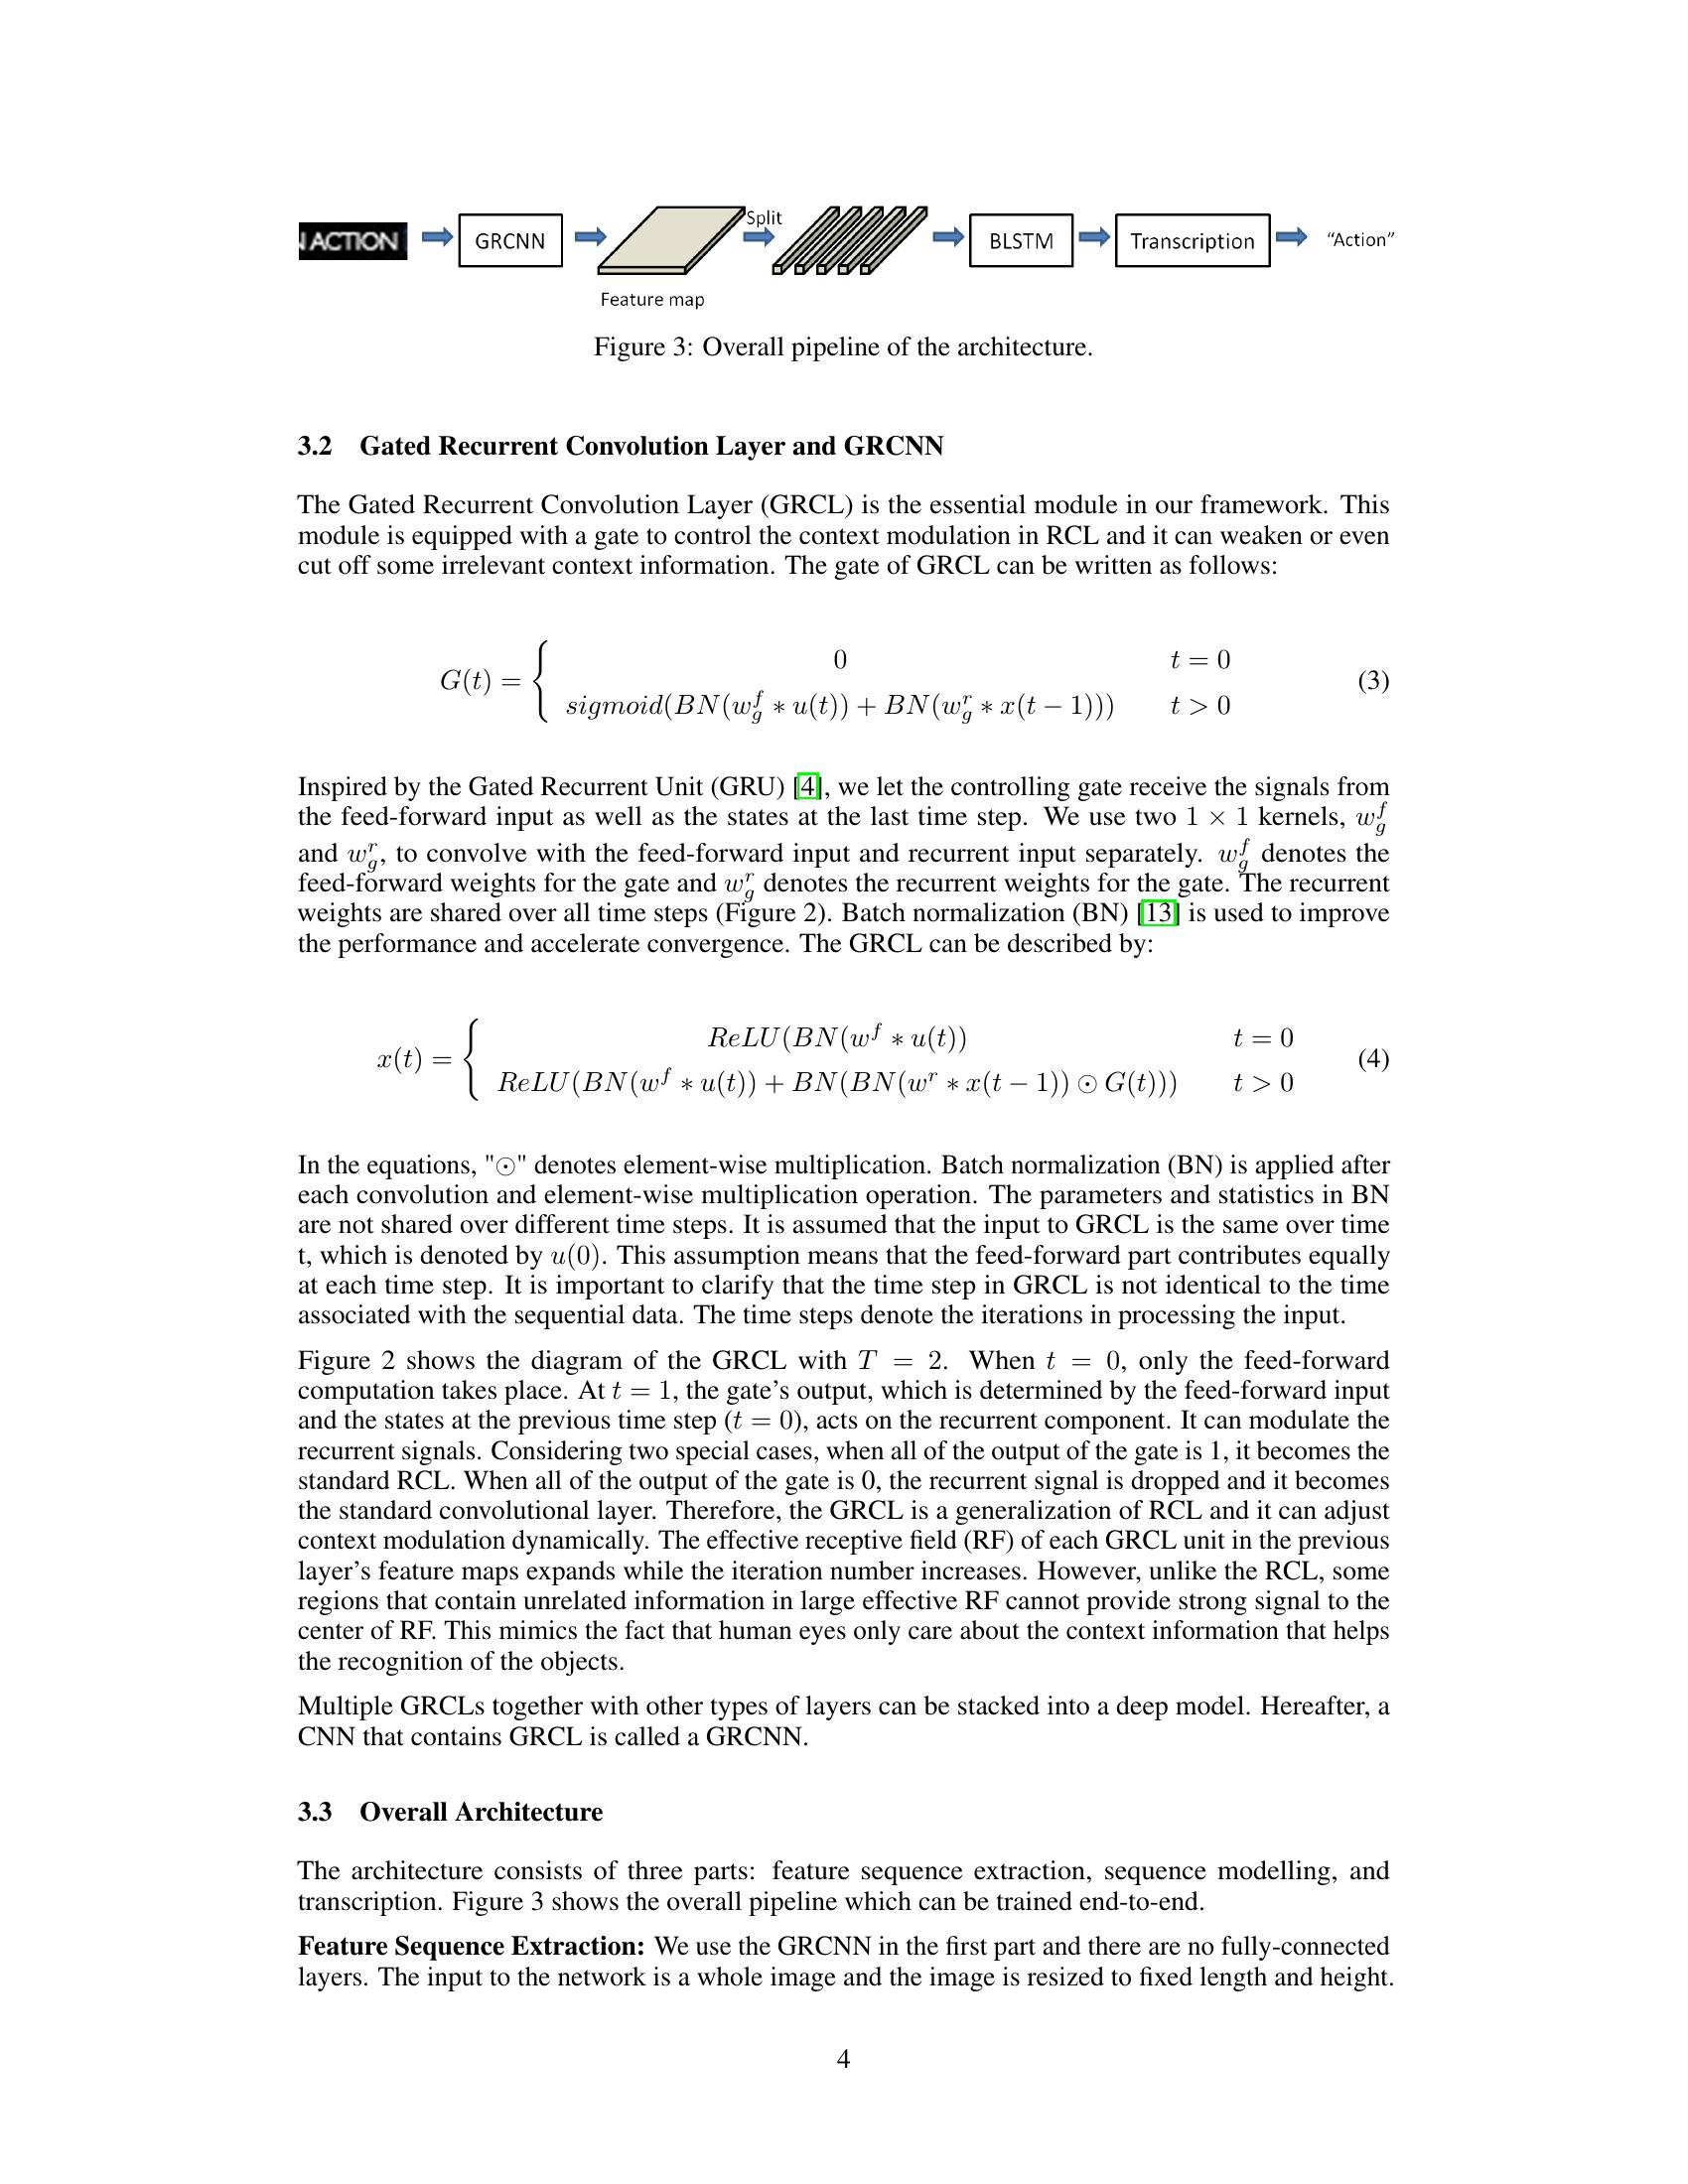 N ACTION GRCNN Split BLSTM Transcription “Action”
Feature map
Figure 3: Overall pipeline of the architecture.
3.2 Gated Recurrent Convolution Layer and GRCNN
The Gated Recurrent Convolution Layer (GRCL) is the essential module in our framework. This
module is equipped with a gate to control the context modulation in RCL and it can weaken or even
cut off some irrelevant context information. The gate of GRCL can be written as follows:
G(t) = { 0 t = 0
sigmoid(BN(w_g^f ∗ u(t)) + BN(w_g^r ∗ x(t − 1))) t > 0 (3)
Inspired by the Gated Recurrent Unit (GRU) [4], we let the controlling gate receive the signals from
the feed-forward input as well as the states at the last time step. We use two 1 × 1 kernels, w_g^f
and w_g^r, to convolve with the feed-forward input and recurrent input separately. w_g^f denotes the
feed-forward weights for the gate and w_g^r denotes the recurrent weights for the gate. The recurrent
weights are shared over all time steps (Figure 2). Batch normalization (BN) [13] is used to improve
the performance and accelerate convergence. The GRCL can be described by:
x(t) = { ReLU(BN(w^f ∗ u(t)) t = 0
ReLU(BN(w^f ∗ u(t)) + BN(BN(w^r ∗ x(t − 1)) ⊙ G(t))) t > 0 (4)
In the equations, "⊙" denotes element-wise multiplication. Batch normalization (BN) is applied after
each convolution and element-wise multiplication operation. The parameters and statistics in BN
are not shared over different time steps. It is assumed that the input to GRCL is the same over time
t, which is denoted by u(0). This assumption means that the feed-forward part contributes equally
at each time step. It is important to clarify that the time step in GRCL is not identical to the time
associated with the sequential data. The time steps denote the iterations in processing the input.
Figure 2 shows the diagram of the GRCL with T = 2. When t = 0, only the feed-forward
computation takes place. At t = 1, the gate's output, which is determined by the feed-forward input
and the states at the previous time step (t = 0), acts on the recurrent component. It can modulate the
recurrent signals. Considering two special cases, when all of the output of the gate is 1, it becomes the
standard RCL. When all of the output of the gate is 0, the recurrent signal is dropped and it becomes
the standard convolutional layer. Therefore, the GRCL is a generalization of RCL and it can adjust
context modulation dynamically. The effective receptive field (RF) of each GRCL unit in the previous
layer's feature maps expands while the iteration number increases. However, unlike the RCL, some
regions that contain unrelated information in large effective RF cannot provide strong signal to the
center of RF. This mimics the fact that human eyes only care about the context information that helps
the recognition of the objects.
Multiple GRCLs together with other types of layers can be stacked into a deep model. Hereafter, a
CNN that contains GRCL is called a GRCNN.
3.3 Overall Architecture
The architecture consists of three parts: feature sequence extraction, sequence modelling, and
transcription. Figure 3 shows the overall pipeline which can be trained end-to-end.
Feature Sequence Extraction: We use the GRCNN in the first part and there are no fully-connected
layers. The input to the network is a whole image and the image is resized to fixed length and height.
4